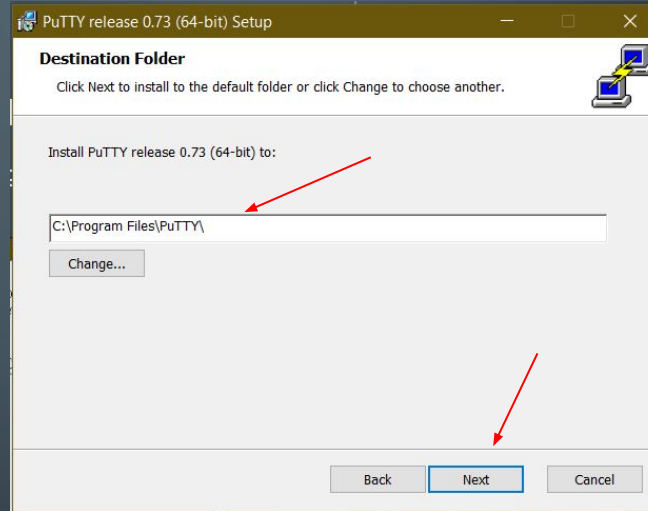 PuTTY release 0.73 (64-bit) Setup
Destination Folder
Click Next to install to the default folder or click Change to choose another.
Install PuTTY release 0.73 (64-bit) to:
C:\Program Files\PuTTY\
Change...
Back
Next
Cancel